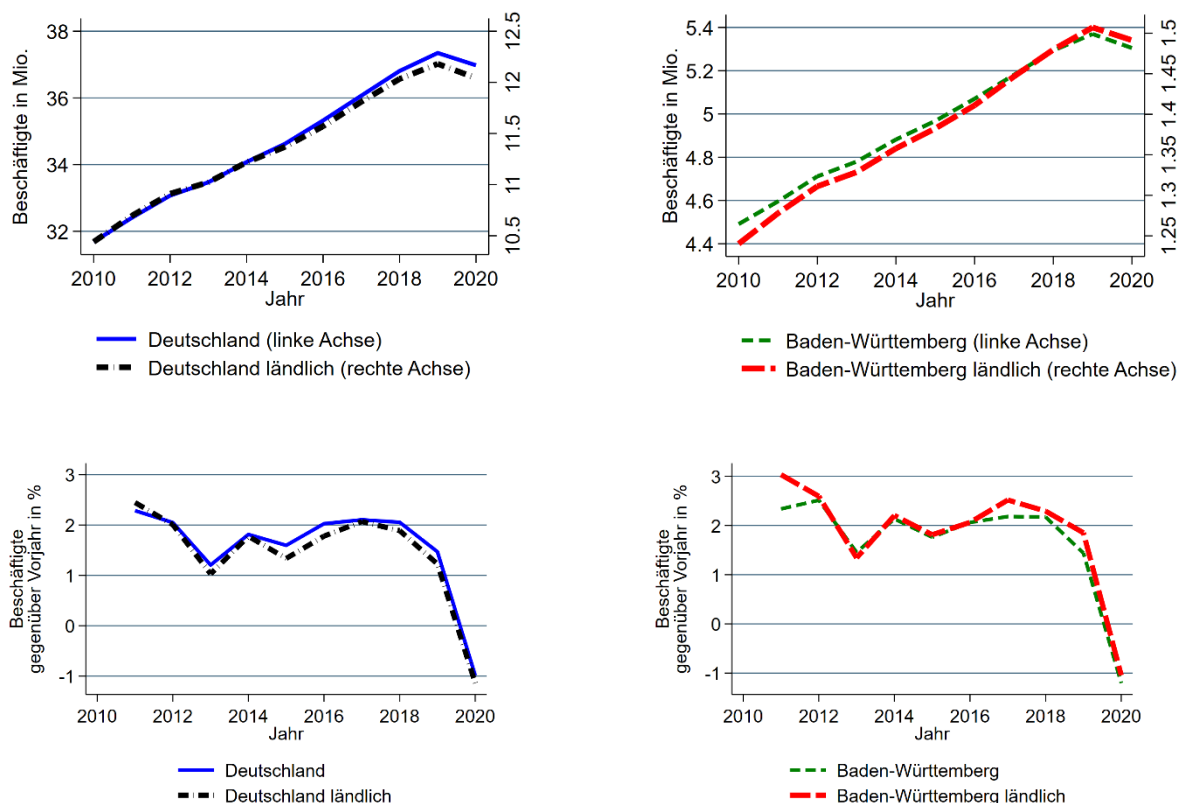 Beschäftigte in Mio.
38
36
34
32
12.5
12
11.5
11
10.5
2010 2012 2014 2016 2018 2020
Jahr
Deutschland (linke Achse)
Deutschland ländlich (rechte Achse)
Beschäftigte in Mio.
5.4
5.2
5
4.8
4.6
4.4
1.5
1.45
1.4
1.35
1.3
1.25
2010 2012 2014 2016 2018 2020
Jahr
Baden-Württemberg (linke Achse)
Baden-Württemberg ländlich (rechte Achse)
Beschäftigte
gegenüber Vorjahr in %
3
2
1
0
-1
2010 2012 2014 2016 2018 2020
Jahr
Deutschland
Deutschland ländlich
Beschäftigte
gegenüber Vorjahr in %
3
2
1
0
-1
2010 2012 2014 2016 2018 2020
Jahr
Baden-Württemberg
Baden-Württemberg ländlich